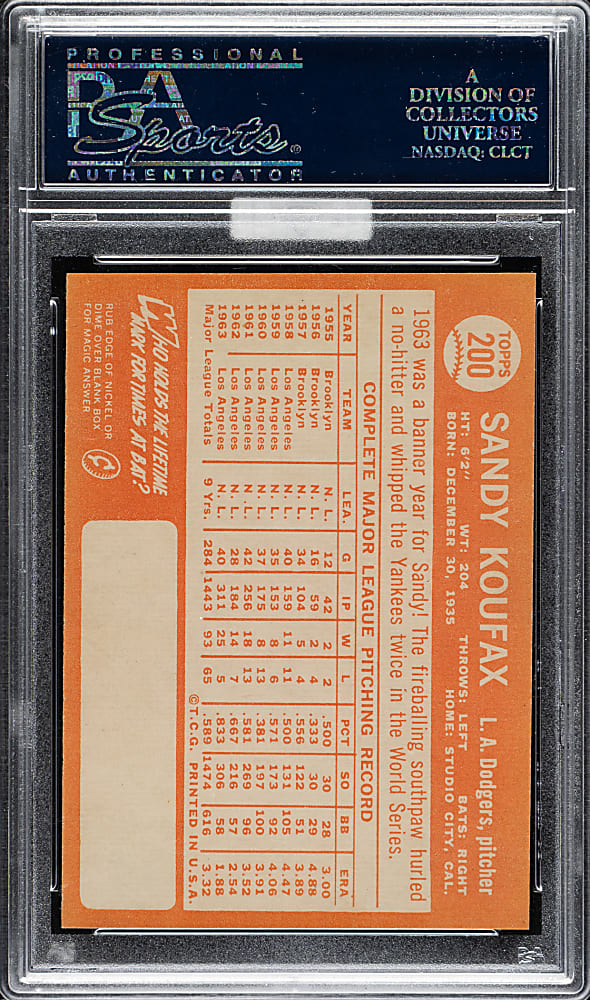 PROFESSIONAL
PSA
Sports®
AUTHENTICATOR
A
DIVISION OF
COLLECTORS
UNIVERSE
NASDAQ: CLCT
TOPPS
200
SANDY KOUFAX L. A. Dodgers, pitcher
HT: 6'2" WT: 204 THROWS: LEFT BATS: RIGHT
BORN: DECEMBER 30, 1935 HOME: STUDIO CITY, CAL.
1963 was a banner year for Sandy! The fireballing southpaw hurled
a no-hitter and whipped the Yankees twice in the World Series.
COMPLETE MAJOR LEAGUE PITCHING RECORD
YEAR TEAM LEA. G IP W L PCT SO BB ERA
1955 Brooklyn N. L. 12 42 2 2 .500 30 28 3.00
1956 Brooklyn N. L. 16 59 2 4 .333 30 29 4.88
1957 Brooklyn N. L. 34 104 5 4 .556 122 51 3.89
1958 Los Angeles N. L. 40 159 11 11 .500 131 105 4.47
1959 Los Angeles N. L. 35 153 8 6 .571 173 92 4.06
1960 Los Angeles N. L. 37 175 8 13 .381 197 100 3.91
1961 Los Angeles N. L. 42 256 18 13 .581 269 96 3.52
1962 Los Angeles N. L. 28 184 14 7 .667 216 57 2.54
1963 Los Angeles N. L. 40 311 25 5 .833 306 58 1.88
Major League Totals 9 Yrs. 284 1443 93 65 .589 1474 616 3.32
©T.C.G. PRINTED IN U.S.A.
WHO HOLDS THE LIFETIME
MARK FOR TIMES AT BAT?
RUB EDGE OF NICKEL OR
DIME OVER BLANK BOX
FOR MAGIC ANSWER